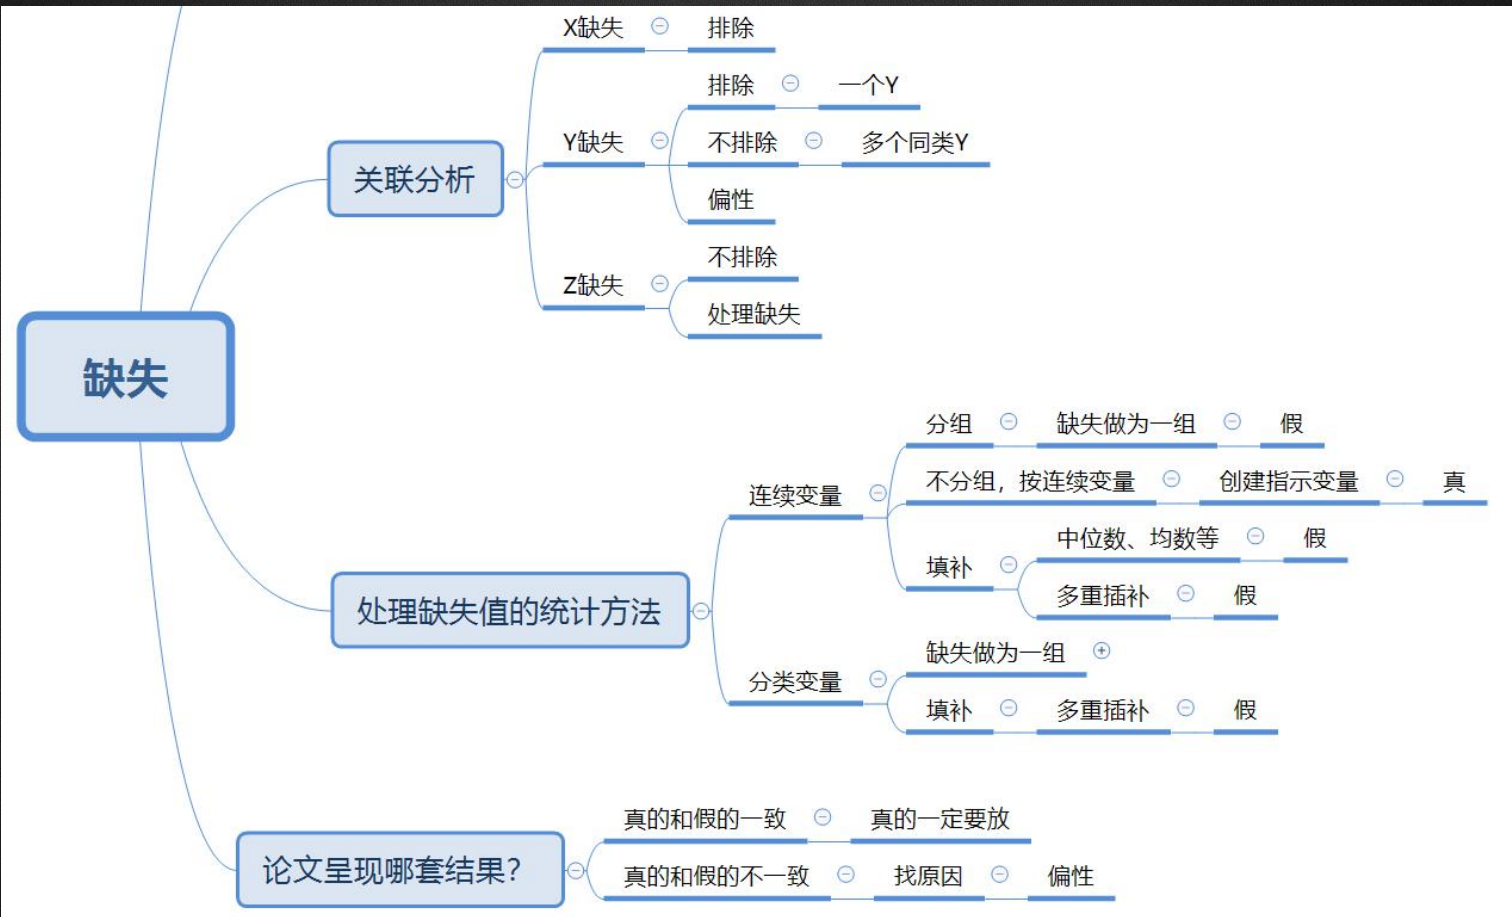 缺失
关联分析
X缺失
排除
Y缺失
排除
一个Y
不排除
多个同类Y
偏性
Z缺失
不排除
处理缺失
处理缺失值的统计方法
连续变量
分组
缺失做为一组
假
不分组，按连续变量
创建指示变量
真
填补
中位数、均数等
假
多重插补
假
分类变量
缺失做为一组
填补
多重插补
假
论文呈现哪套结果？
真的和假的一致
真的一定要放
真的和假的不一致
找原因
偏性